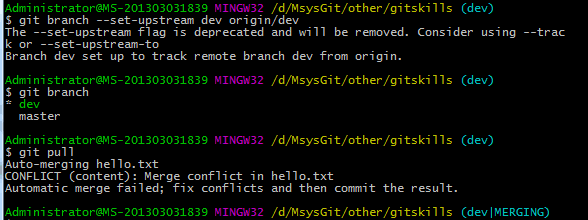 Administrator@MS-201303031839 MINGW32 /d/MsysGit/other/gitskills (dev)
$ git branch --set-upstream dev origin/dev
The --set-upstream flag is deprecated and will be removed. Consider using --trac
k or --set-upstream-to
Branch dev set up to track remote branch dev from origin.
Administrator@MS-201303031839 MINGW32 /d/MsysGit/other/gitskills (dev)
$ git branch
* dev
master
Administrator@MS-201303031839 MINGW32 /d/MsysGit/other/gitskills (dev)
$ git pull
Auto-merging hello.txt
CONFLICT (content): Merge conflict in hello.txt
Automatic merge failed; fix conflicts and then commit the result.
Administrator@MS-201303031839 MINGW32 /d/MsysGit/other/gitskills (dev|MERGING)